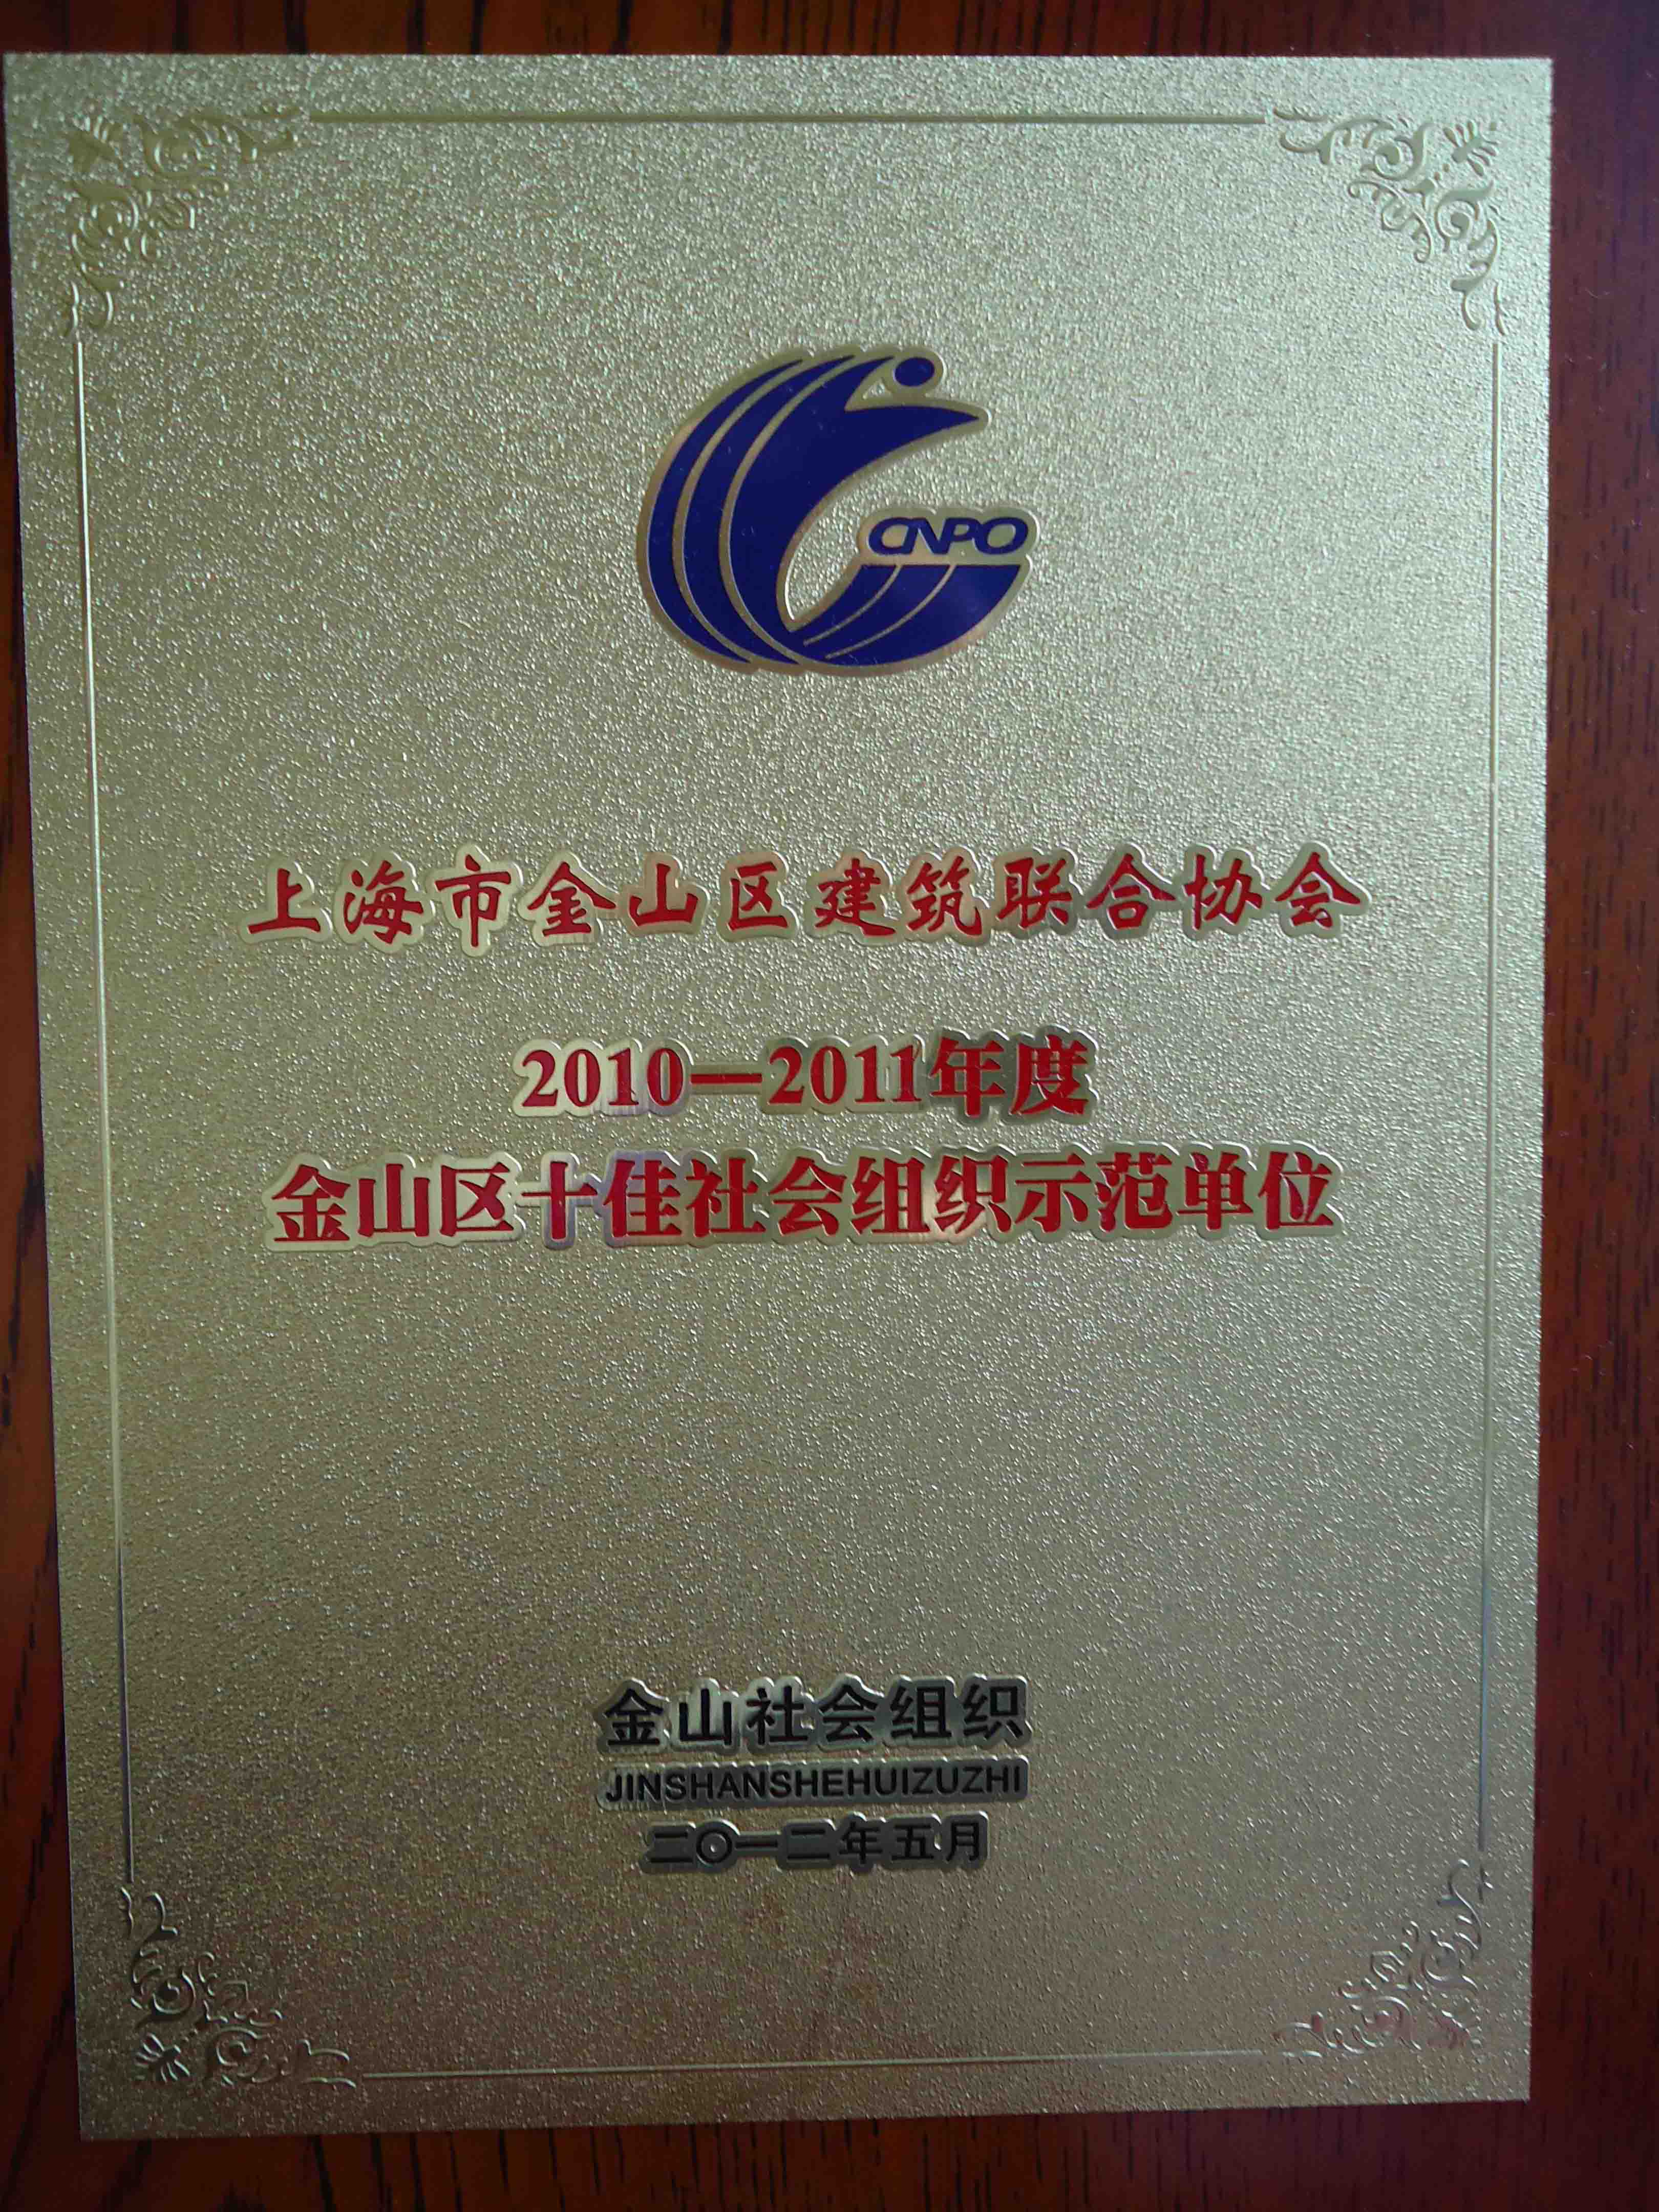 CNPO
上海市金山区建筑联合协会
2010—2011年度
金山区十佳社会组织示范单位
金山社会组织
JINSHANSHEHUIZUZHI
二〇一二年五月